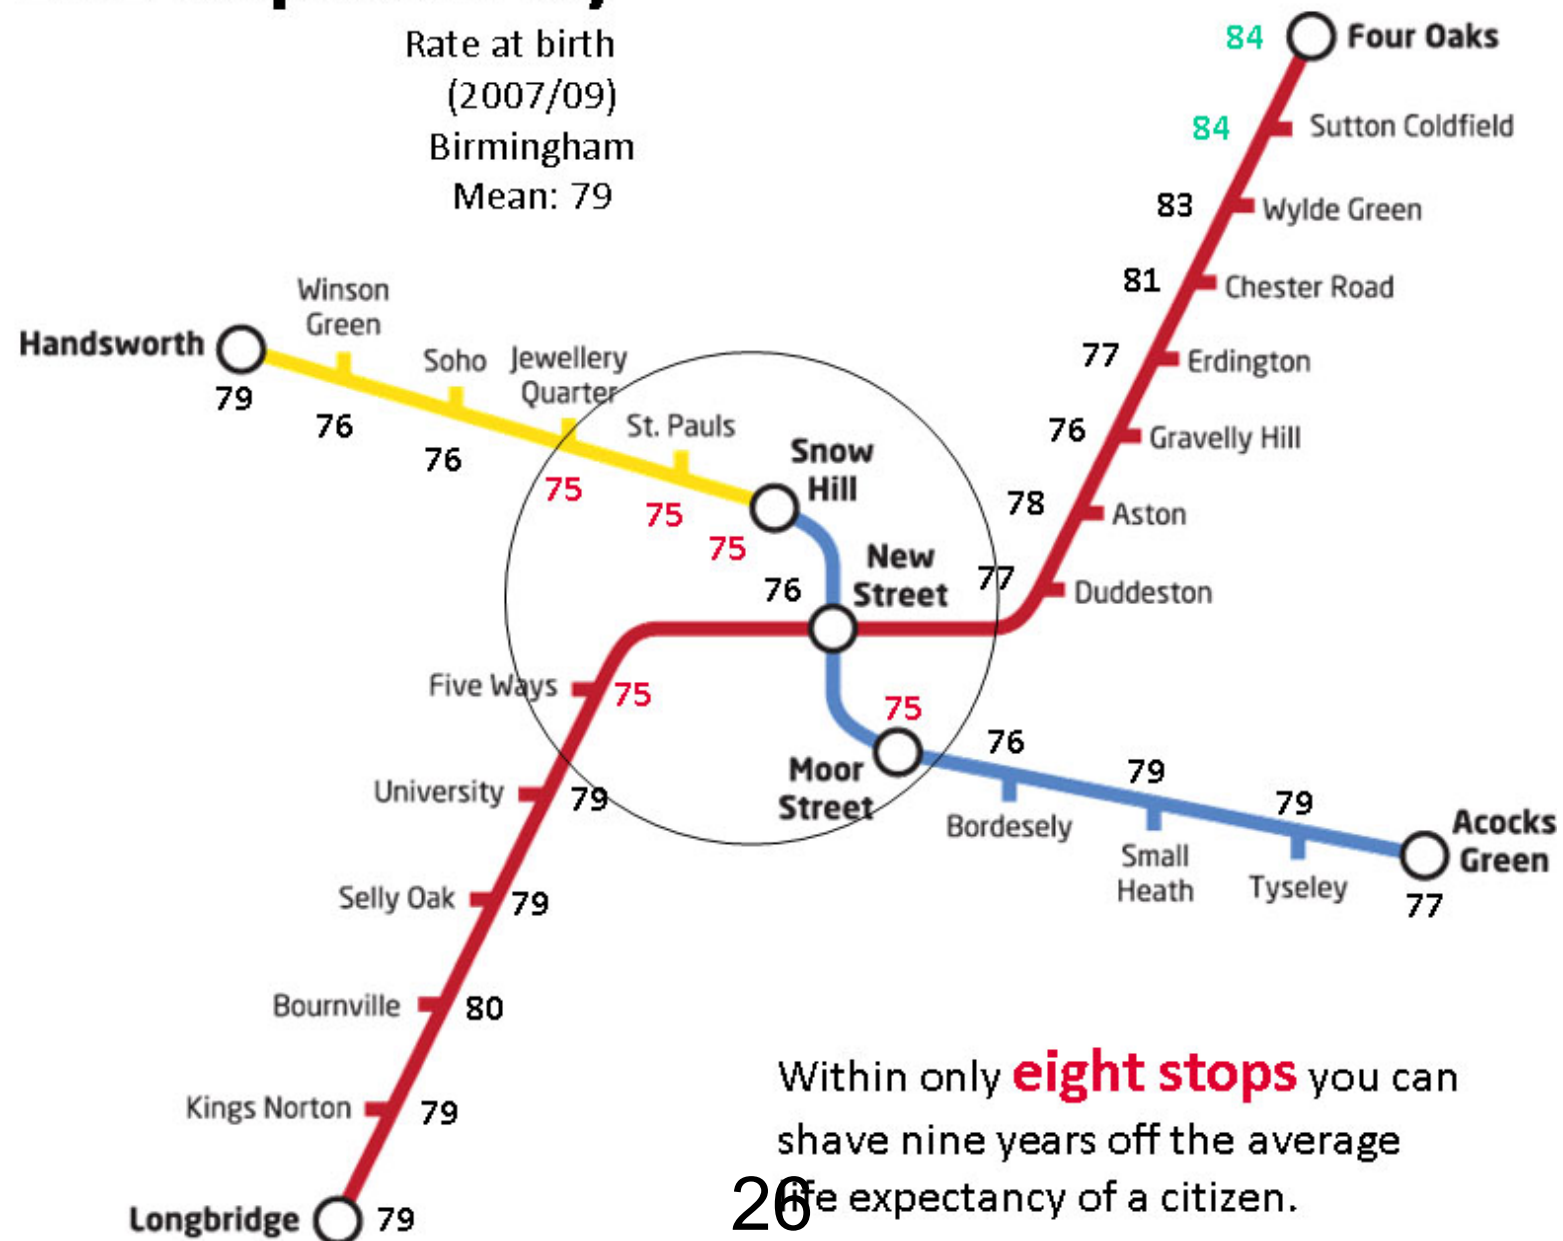 Rate at birth
(2007/09)
Birmingham
Mean: 79
84 Four Oaks
84 Sutton Coldfield
83 Wylde Green
81 Chester Road
77 Erdington
76 Gravelly Hill
78 Aston
77 Duddeston
Handsworth
79
Winson
Green
76
Soho
76
Jewellery
Quarter
75
St. Pauls
75
Snow
Hill
75
New
Street
76
Five Ways 75
University 79
Selly Oak 79
Bournville 80
Kings Norton 79
Longbridge 79
75
Moor
Street
76
Bordesely
79
Small
Heath
79
Tyseley
Acocks
Green
77
Within only eight stops you can
shave nine years off the average
life expectancy of a citizen.
26